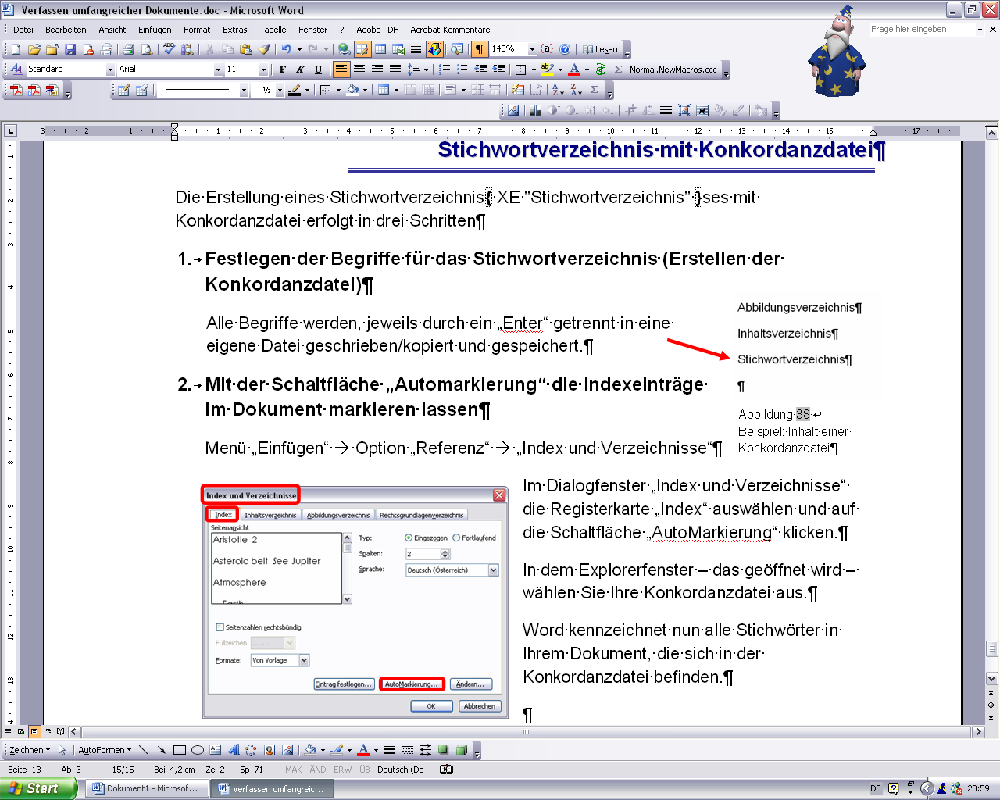 Verfassen umfangreicher Dokumente.doc - Microsoft Word
Datei Bearbeiten Ansicht Einfügen Format Extras Tabelle Fenster ? Adobe PDF Acrobat-Kommentare
Frage hier eingeben
148% Lesen
Standard Arial 11 F K U Normal.NewMacros.ccc
½
3 2 1 1 2 3 4 5 6 7 8 9 10 11 12 13 14 15 17
Stichwortverzeichnis·mit·Konkordanzdatei¶
Die·Erstellung·eines·Stichwortverzeichnis{·XE·"Stichwortverzeichnis"·}ses·mit·
Konkordanzdatei·erfolgt·in·drei·Schritten¶
1.→Festlegen·der·Begriffe·für·das·Stichwortverzeichnis·(Erstellen·der·
Konkordanzdatei)¶
Alle·Begriffe·werden,·jeweils·durch·ein·„Enter“·getrennt·in·eine·
eigene·Datei·geschrieben/kopiert·und·gespeichert.¶
Abbildungsverzeichnis¶
Inhaltsverzeichnis¶
Stichwortverzeichnis¶
¶
Abbildung·38·↵
Beispiel:·Inhalt·einer·
Konkordanzdatei¶
2.→Mit·der·Schaltfläche·„Automarkierung“·die·Indexeinträge·
im·Dokument·markieren·lassen¶
Menü·„Einfügen“·→·Option·„Referenz“·→·„Index·und·Verzeichnisse“¶
Index und Verzeichnisse
Index Inhaltsverzeichnis Abbildungsverzeichnis Rechtsgrundlagenverzeichnis
Seitenansicht
Aristotle 2
Asteroid belt See Jupiter
Atmosphere
Earth
Typ: Eingezogen Fortlaufend
Spalten: 2
Sprache: Deutsch (Österreich)
Seitenzahlen rechtsbündig
Füllzeichen: .......
Formate: Von Vorlage
Eintrag festlegen... AutoMarkierung... Ändern...
OK Abbrechen
Im·Dialogfenster·„Index·und·Verzeichnisse“·
die·Registerkarte·„Index“·auswählen·und·auf·
die·Schaltfläche·„AutoMarkierung“·klicken.¶
In·dem·Explorerfenster·–·das·geöffnet·wird·–·
wählen·Sie·Ihre·Konkordanzdatei·aus.¶
Word·kennzeichnet·nun·alle·Stichwörter·in·
Ihrem·Dokument,·die·sich·in·der·
Konkordanzdatei·befinden.¶
¶
Zeichnen AutoFormen
Seite 13 Ab 3 15/15 Bei 4,2 cm Ze 2 Sp 71 MAK ÄND ERW ÜB Deutsch (De
Start Dokument1 - Microsof... Verfassen umfangreic... DE 20:59